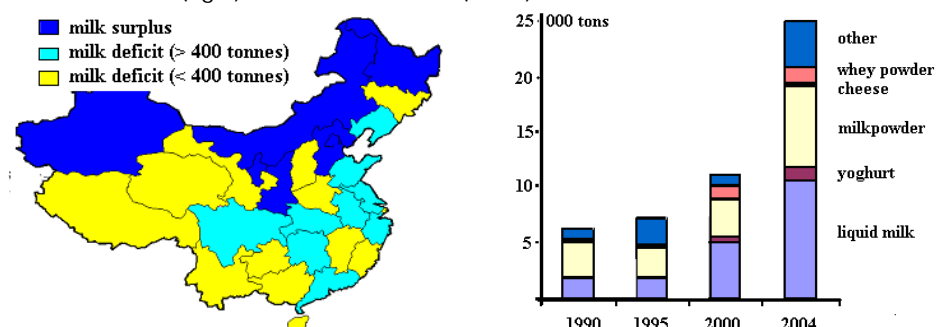 milk surplus
milk deficit (> 400 tonnes)
milk deficit (< 400 tonnes)
25 000 tons
20
15
10
5
other
whey powder
cheese
milkpowder
yoghurt
liquid milk
1990 1995 2000 2004